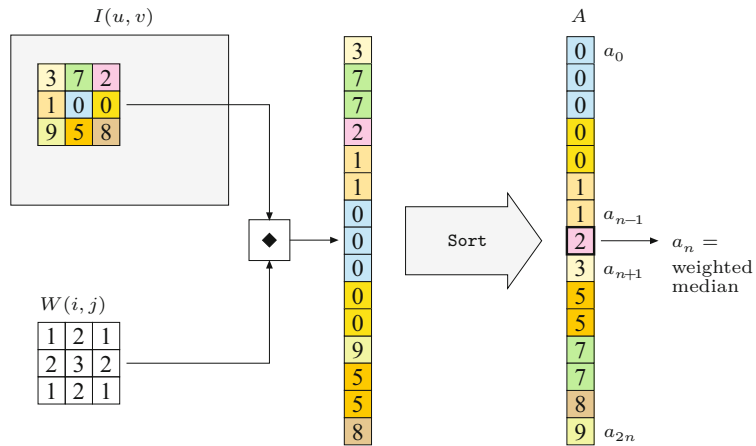 I(u, v)
3 7 2
1 0 0
9 5 8
W(i, j)
1 2 1
2 3 2
1 2 1
3
7
7
2
1
1
0
0
0
0
0
9
5
5
8
Sort
A
0 a₀
0
0
0
0
1
1 aₙ₋₁
2 aₙ =
weighted
median
3 aₙ₊₁
5
5
7
7
8
9 a₂ₙ